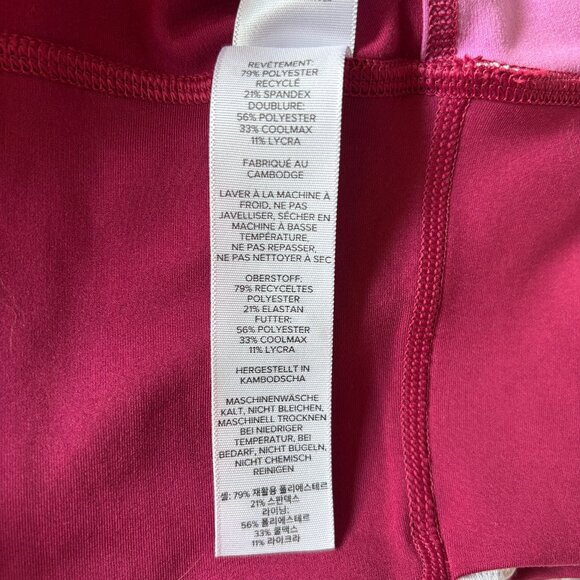 REVÊTEMENT:
79% POLYESTER
RECYCLÉ
21% SPANDEX
DOUBLURE:
56% POLYESTER
33% COOLMAX
11% LYCRA
FABRIQUÉ AU
CAMBODGE
LAVER À LA MACHINE À
FROID, NE PAS
JAVELLISER, SÉCHER EN
MACHINE À BASSE
TEMPÉRATURE,
NE PAS REPASSER,
NE PAS NETTOYER À SEC
OBERSTOFF:
79% RECYCELTES
POLYESTER
21% ELASTAN
FUTTER:
56% POLYESTER
33% COOLMAX
11% LYCRA
HERGESTELLT IN
KAMBODSCHA
MASCHINENWÄSCHE
KALT, NICHT BLEICHEN,
MASCHINELL TROCKNEN
BEI NIEDRIGER
TEMPERATUR, BEI
BEDARF, NICHT BÜGELN,
NICHT CHEMISCH
REINIGEN
셸: 79% 재활용 폴리에스테르
21% 스판덱스
라이닝:
56% 폴리에스테르
33% 쿨맥스
11% 라이크라